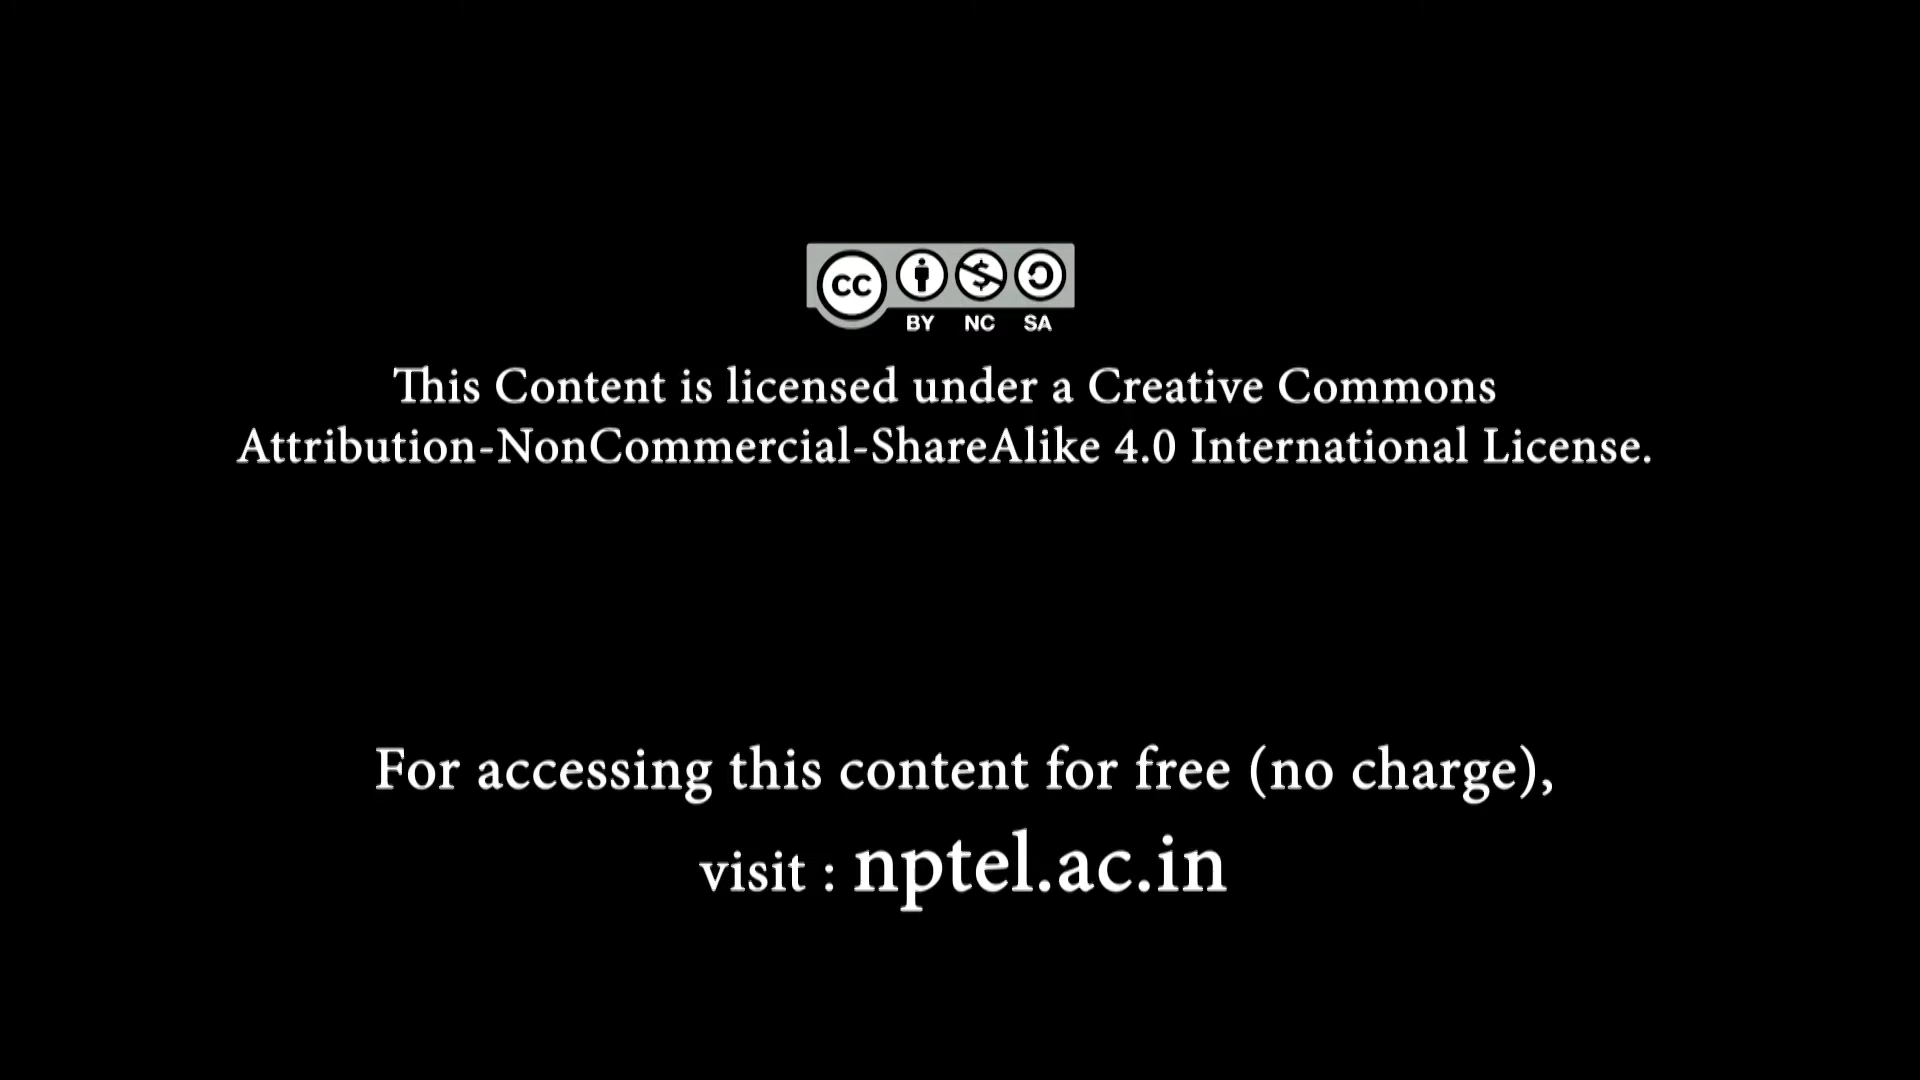 cc
BY NC SA
This Content is licensed under a Creative Commons
Attribution-NonCommercial-ShareAlike 4.0 International License.
For accessing this content for free (no charge),
visit : nptel.ac.in